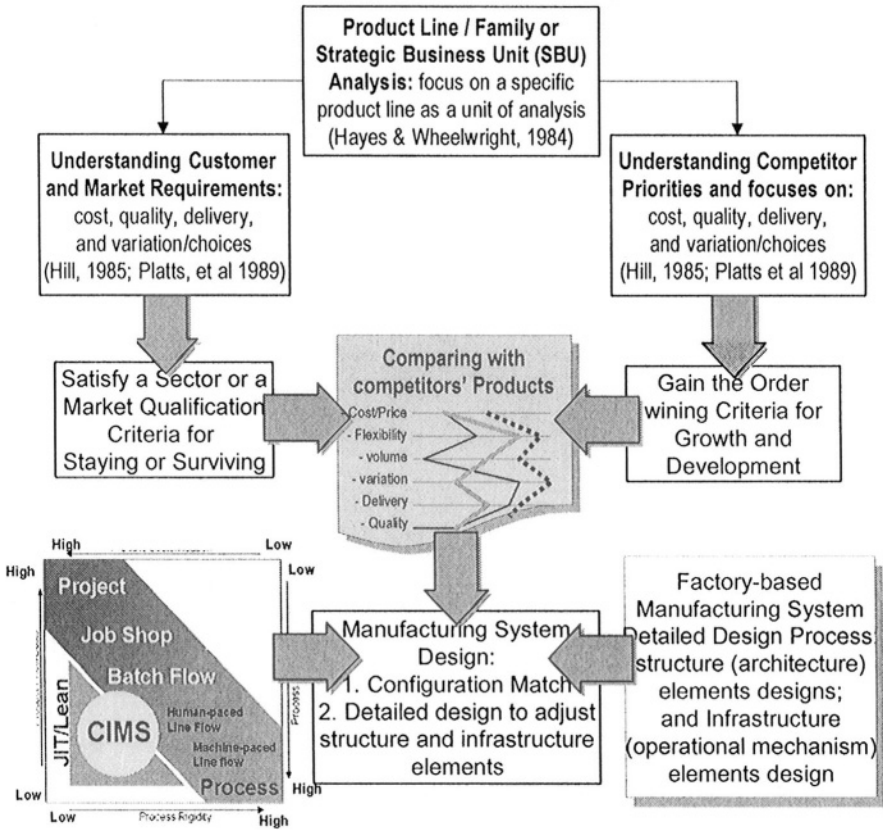 Product Line / Family or
Strategic Business Unit (SBU)
Analysis: focus on a specific
product line as a unit of analysis
(Hayes & Wheelwright, 1984)
Understanding Customer
and Market Requirements:
cost, quality, delivery,
and variation/choices
(Hill, 1985; Platts, et al 1989)
Understanding Competitor
Priorities and focuses on:
cost, quality, delivery,
and variation/choices
(Hill, 1985; Platts et al 1989)
Satisfy a Sector or a
Market Qualification
Criteria for
Staying or Surviving
Comparing with
competitors' Products
- Cost/Price
- Flexibility
- volume
- variation
- Delivery
- Quality
Gain the Order
wining Criteria for
Growth and
Development
High
Low
High
Low
Project
Job Shop
Batch Flow
Human-paced
Line Flow
Machine-paced
Line flow
Process
JIT/Lean
CIMS
Process
Low
High
Low
Process Rigidity
High
Manufacturing System
Design:
1. Configuration Match
2. Detailed design to adjust
structure and infrastructure
elements
Factory-based
Manufacturing System
Detailed Design Process:
structure (architecture)
elements designs;
and Infrastructure
(operational mechanism)
elements design